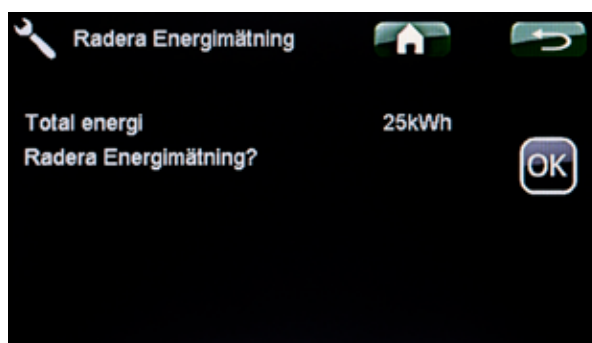 Radera Energimätning
Total energi 25kWh
Radera Energimätning?
OK